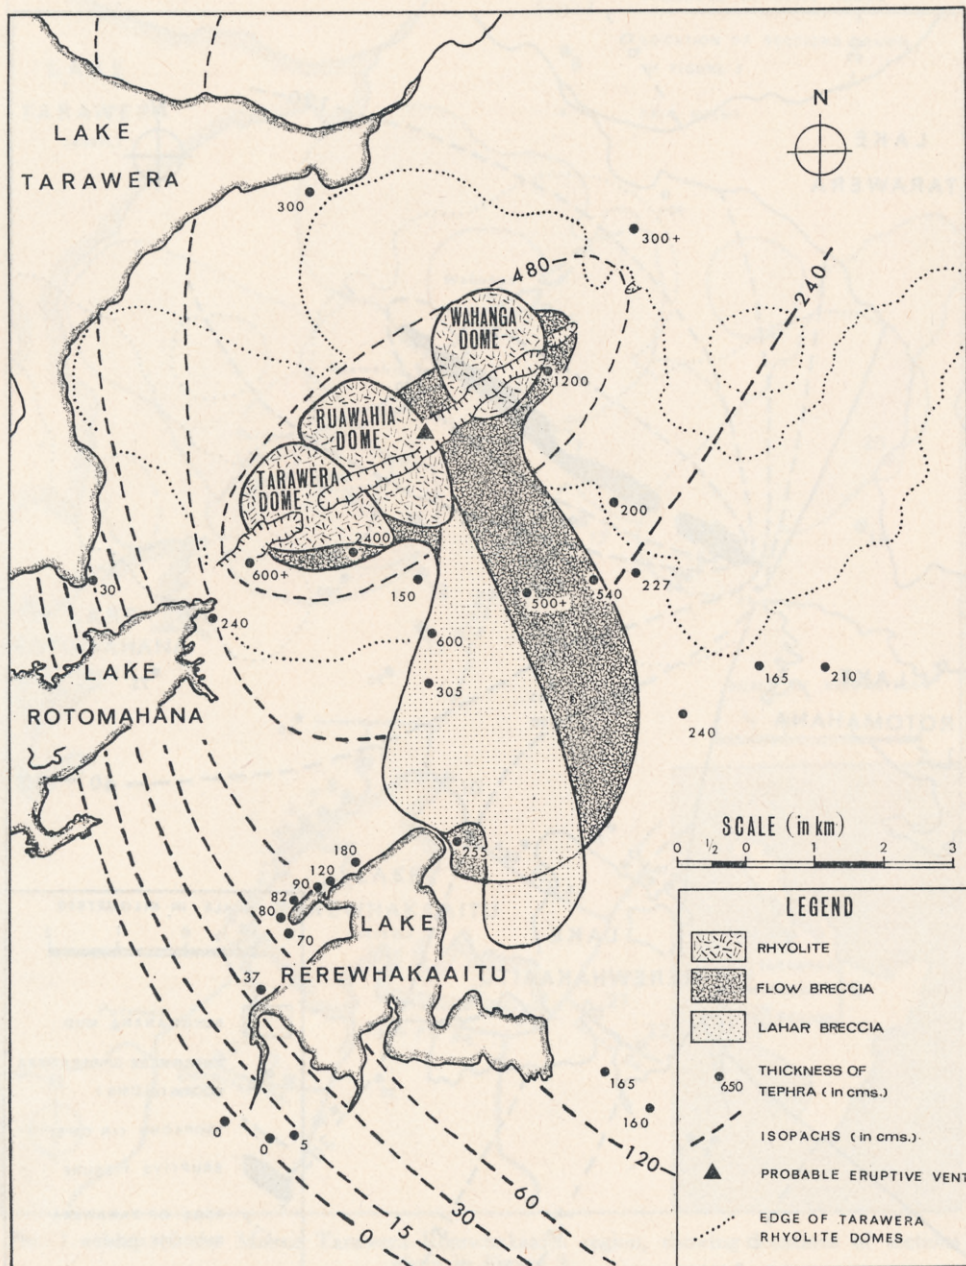 LAKE
TARAWERA
N
300
300+
480
240
WAHANGA
DOME
1200
RUAWAHIA
DOME
TARAWERA
DOME
2400
600+
200
30
150
540
227
500+
240
600
LAKE
305
165
210
ROTOMAHANA
240
SCALE (in km)
0 1/2 0 1 2 3
180
255
120
90
82
80
70
LAKE
REREWHAKAAITU
37
LEGEND
RHYOLITE
FLOW BRECCIA
LAHAR BRECCIA
650
THICKNESS OF
TEPHRA (in cms.)
ISOPACHS (in cms.)
PROBABLE ERUPTIVE VENT
EDGE OF TARAWERA
RHYOLITE DOMES
165
160
0
0
5
120
60
30
15
0